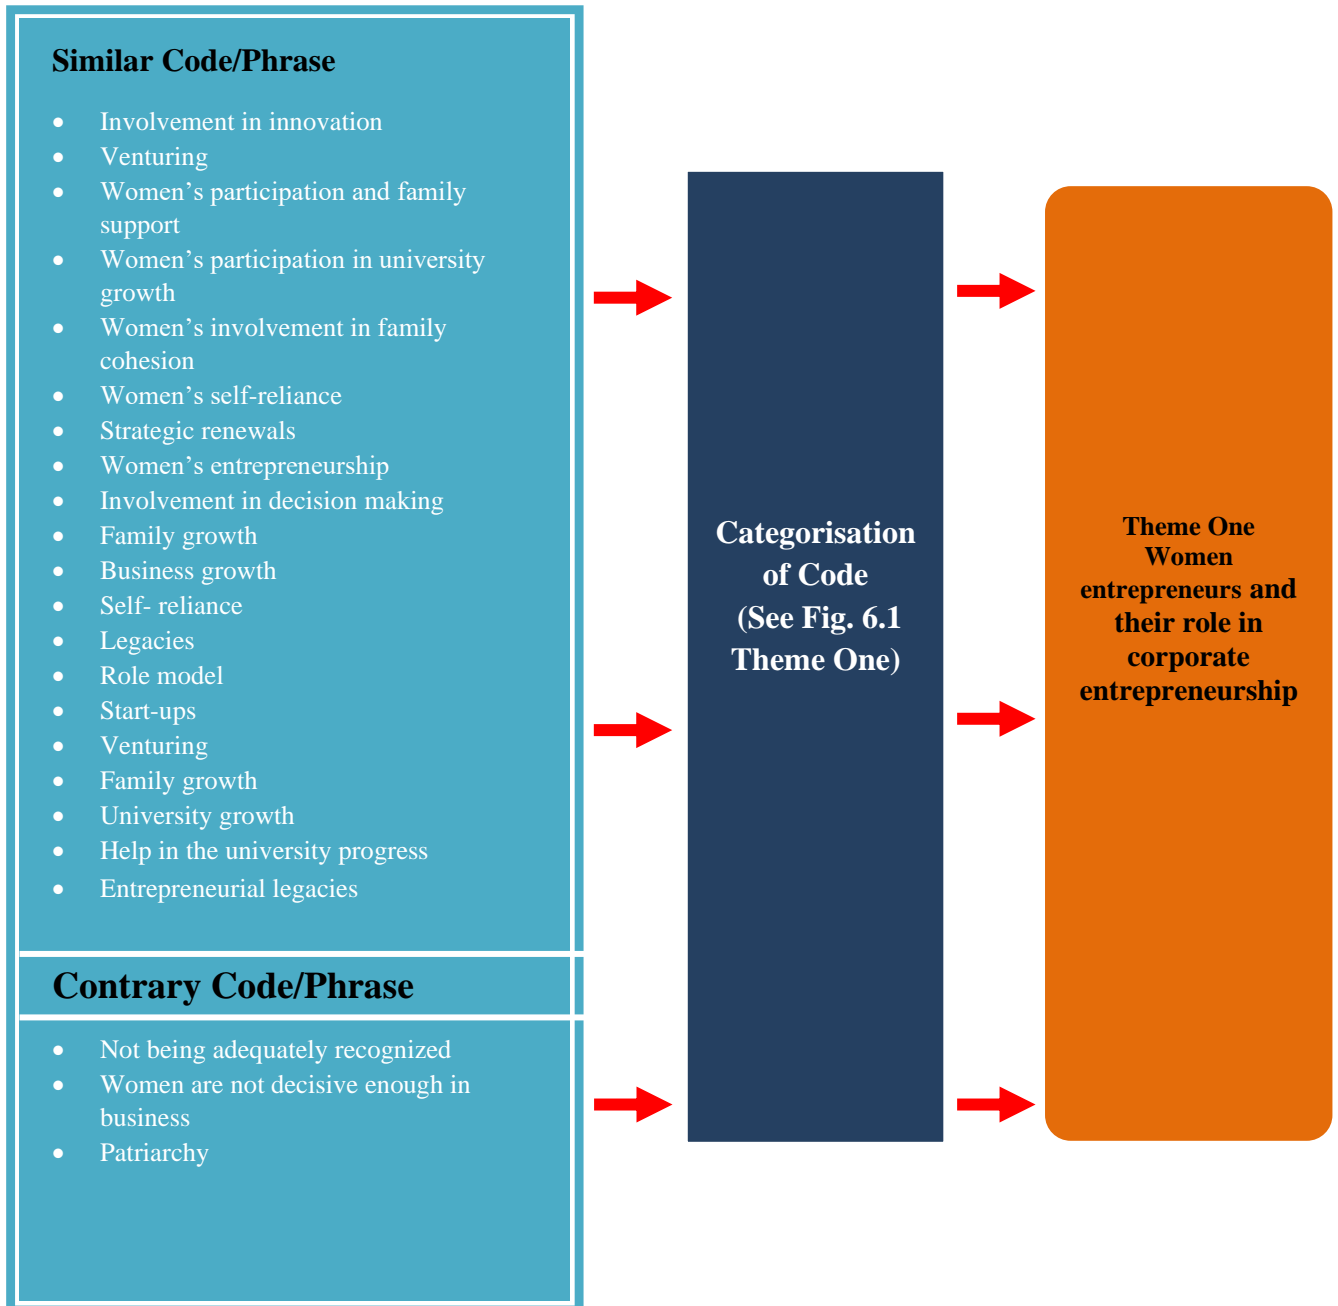 Similar Code/Phrase
• Involvement in innovation
• Venturing
• Women’s participation and family
support
• Women’s participation in university
growth
• Women’s involvement in family
cohesion
• Women’s self-reliance
• Strategic renewals
• Women’s entrepreneurship
• Involvement in decision making
• Family growth
• Business growth
• Self- reliance
• Legacies
• Role model
• Start-ups
• Venturing
• Family growth
• University growth
• Help in the university progress
• Entrepreneurial legacies
Contrary Code/Phrase
• Not being adequately recognized
• Women are not decisive enough in
business
• Patriarchy
Categorisation
of Code
(See Fig. 6.1
Theme One)
Theme One
Women
entrepreneurs and
their role in
corporate
entrepreneurship